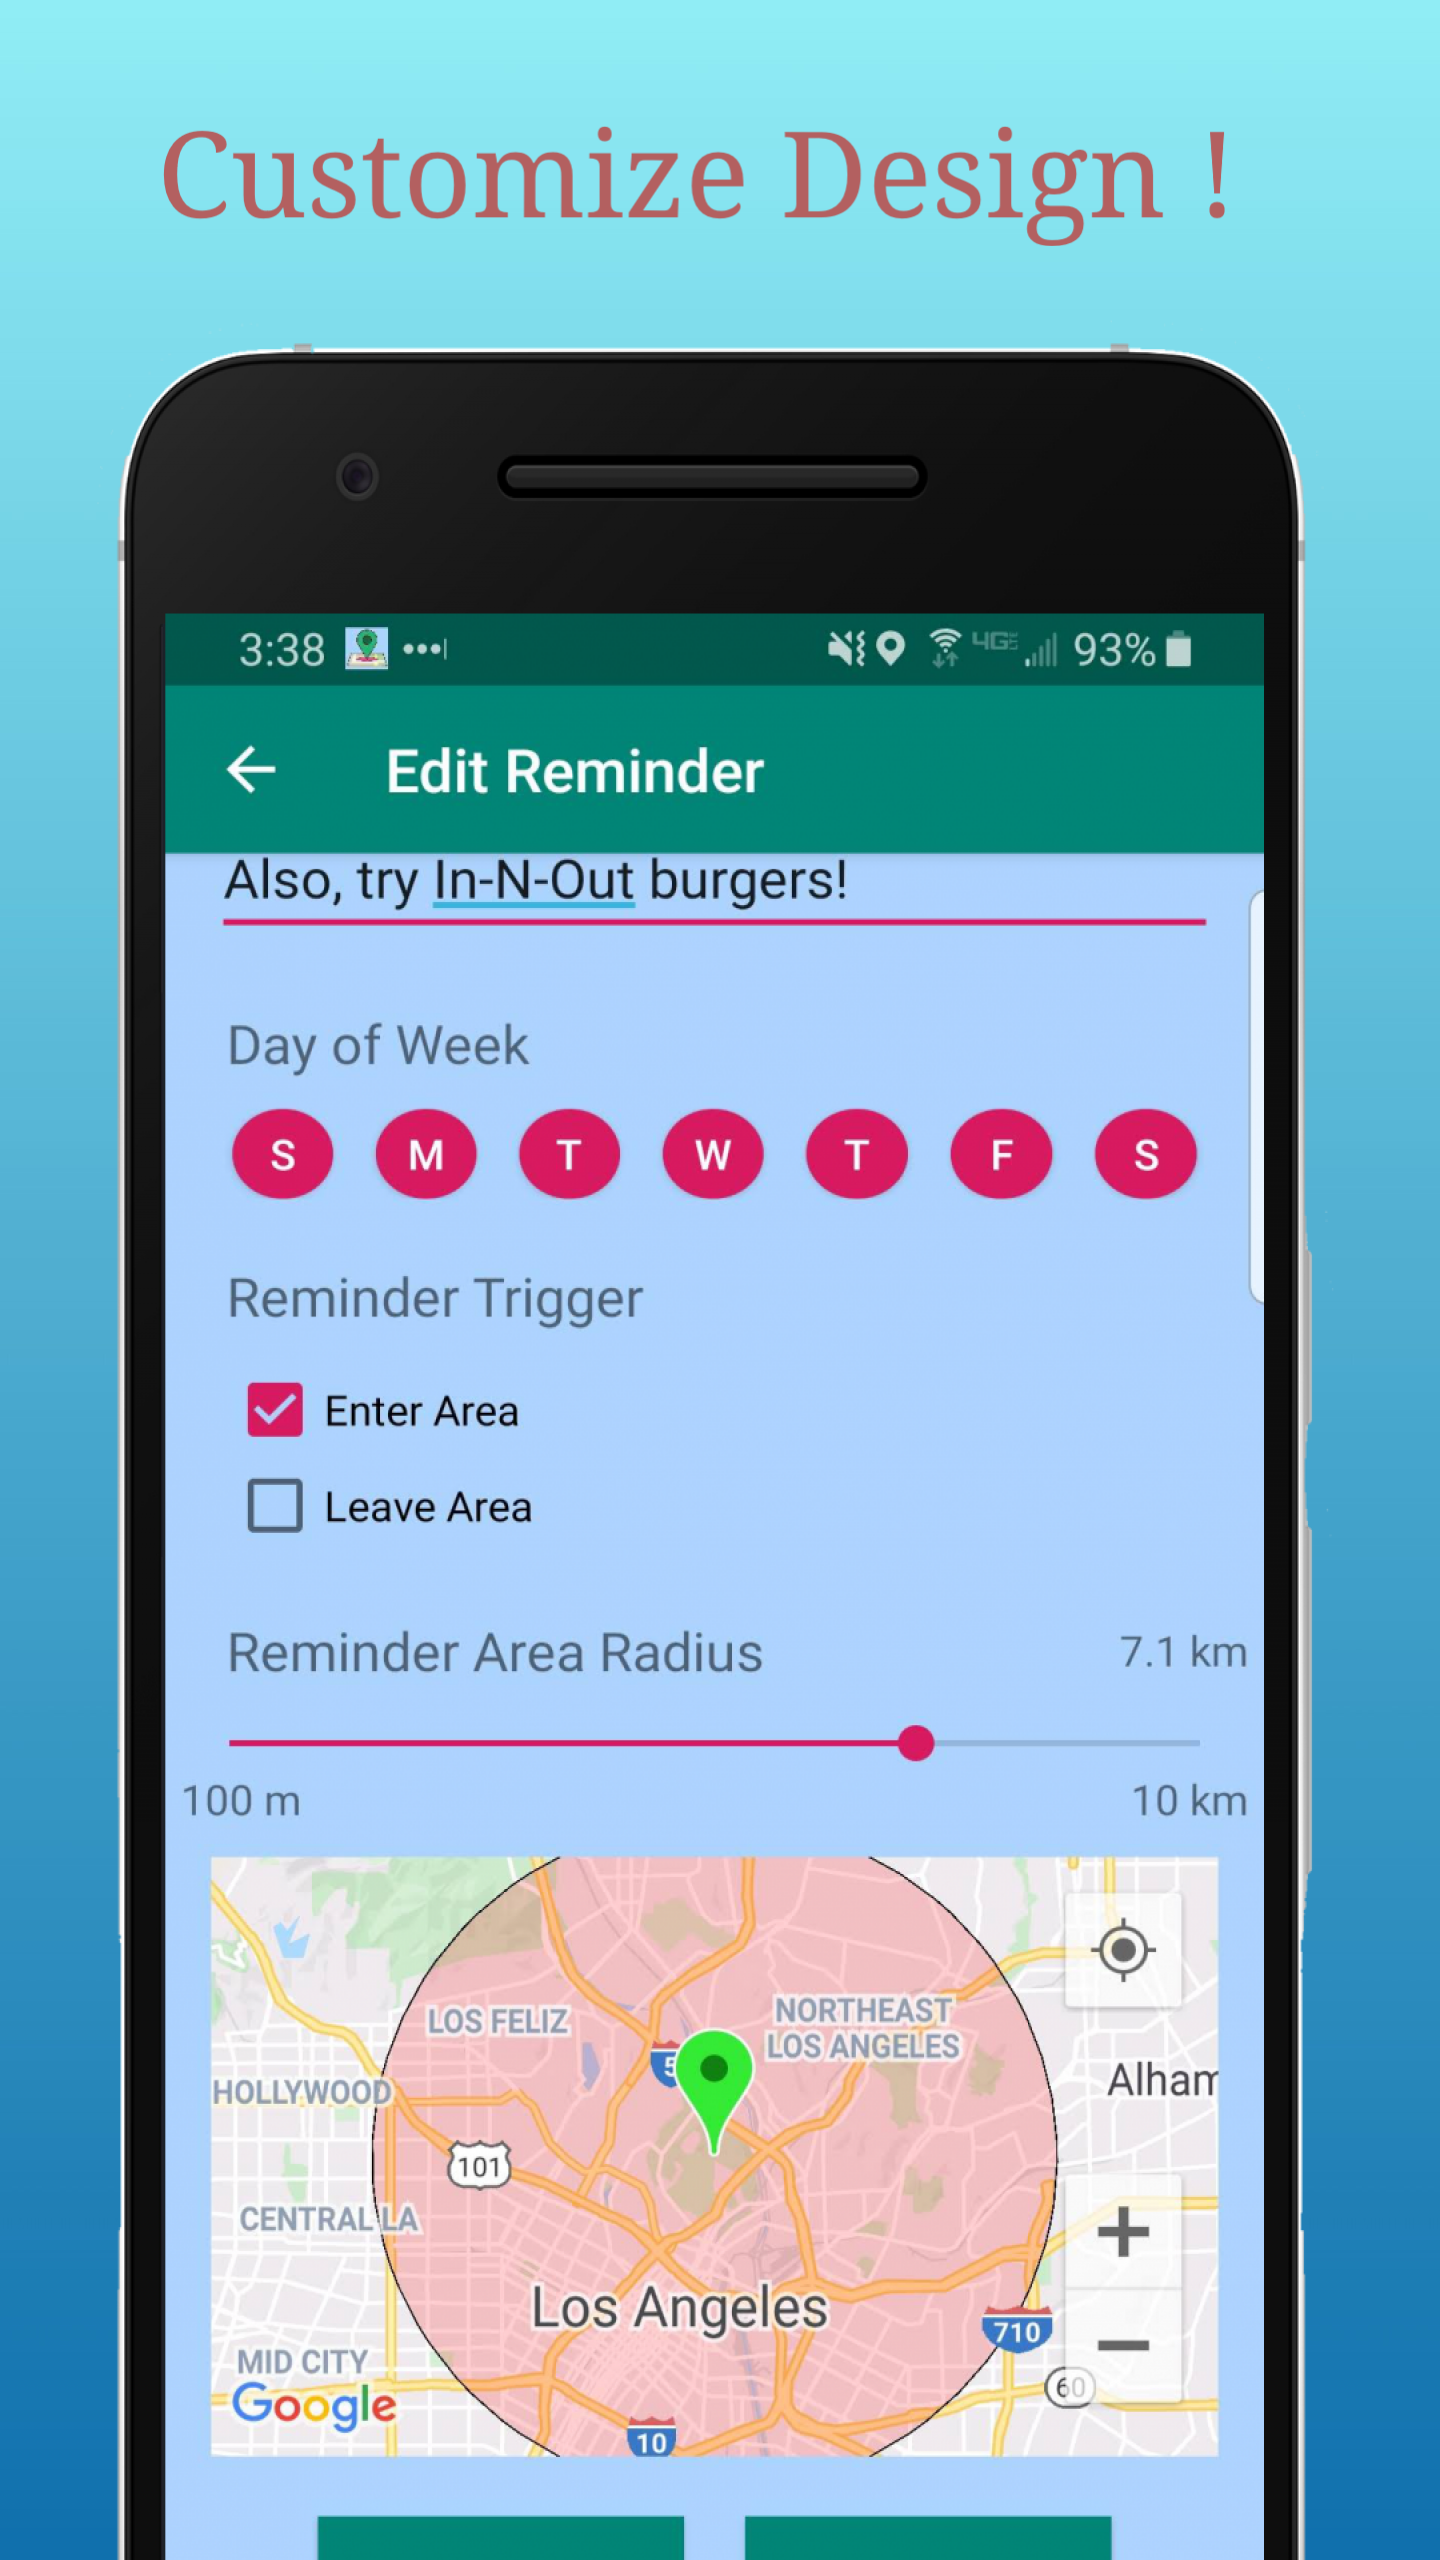 Customize Design !
3:38 93%
Edit Reminder
Also, try In-N-Out burgers!
Day of Week
S M T W T F S
Reminder Trigger
Enter Area
Leave Area
Reminder Area Radius 7.1 km
100 m 10 km
LOS FELIZ
NORTHEAST
LOS ANGELES
5
HOLLYWOOD
Alham
101
CENTRAL LA
Los Angeles
710
MID CITY
60
Google
10